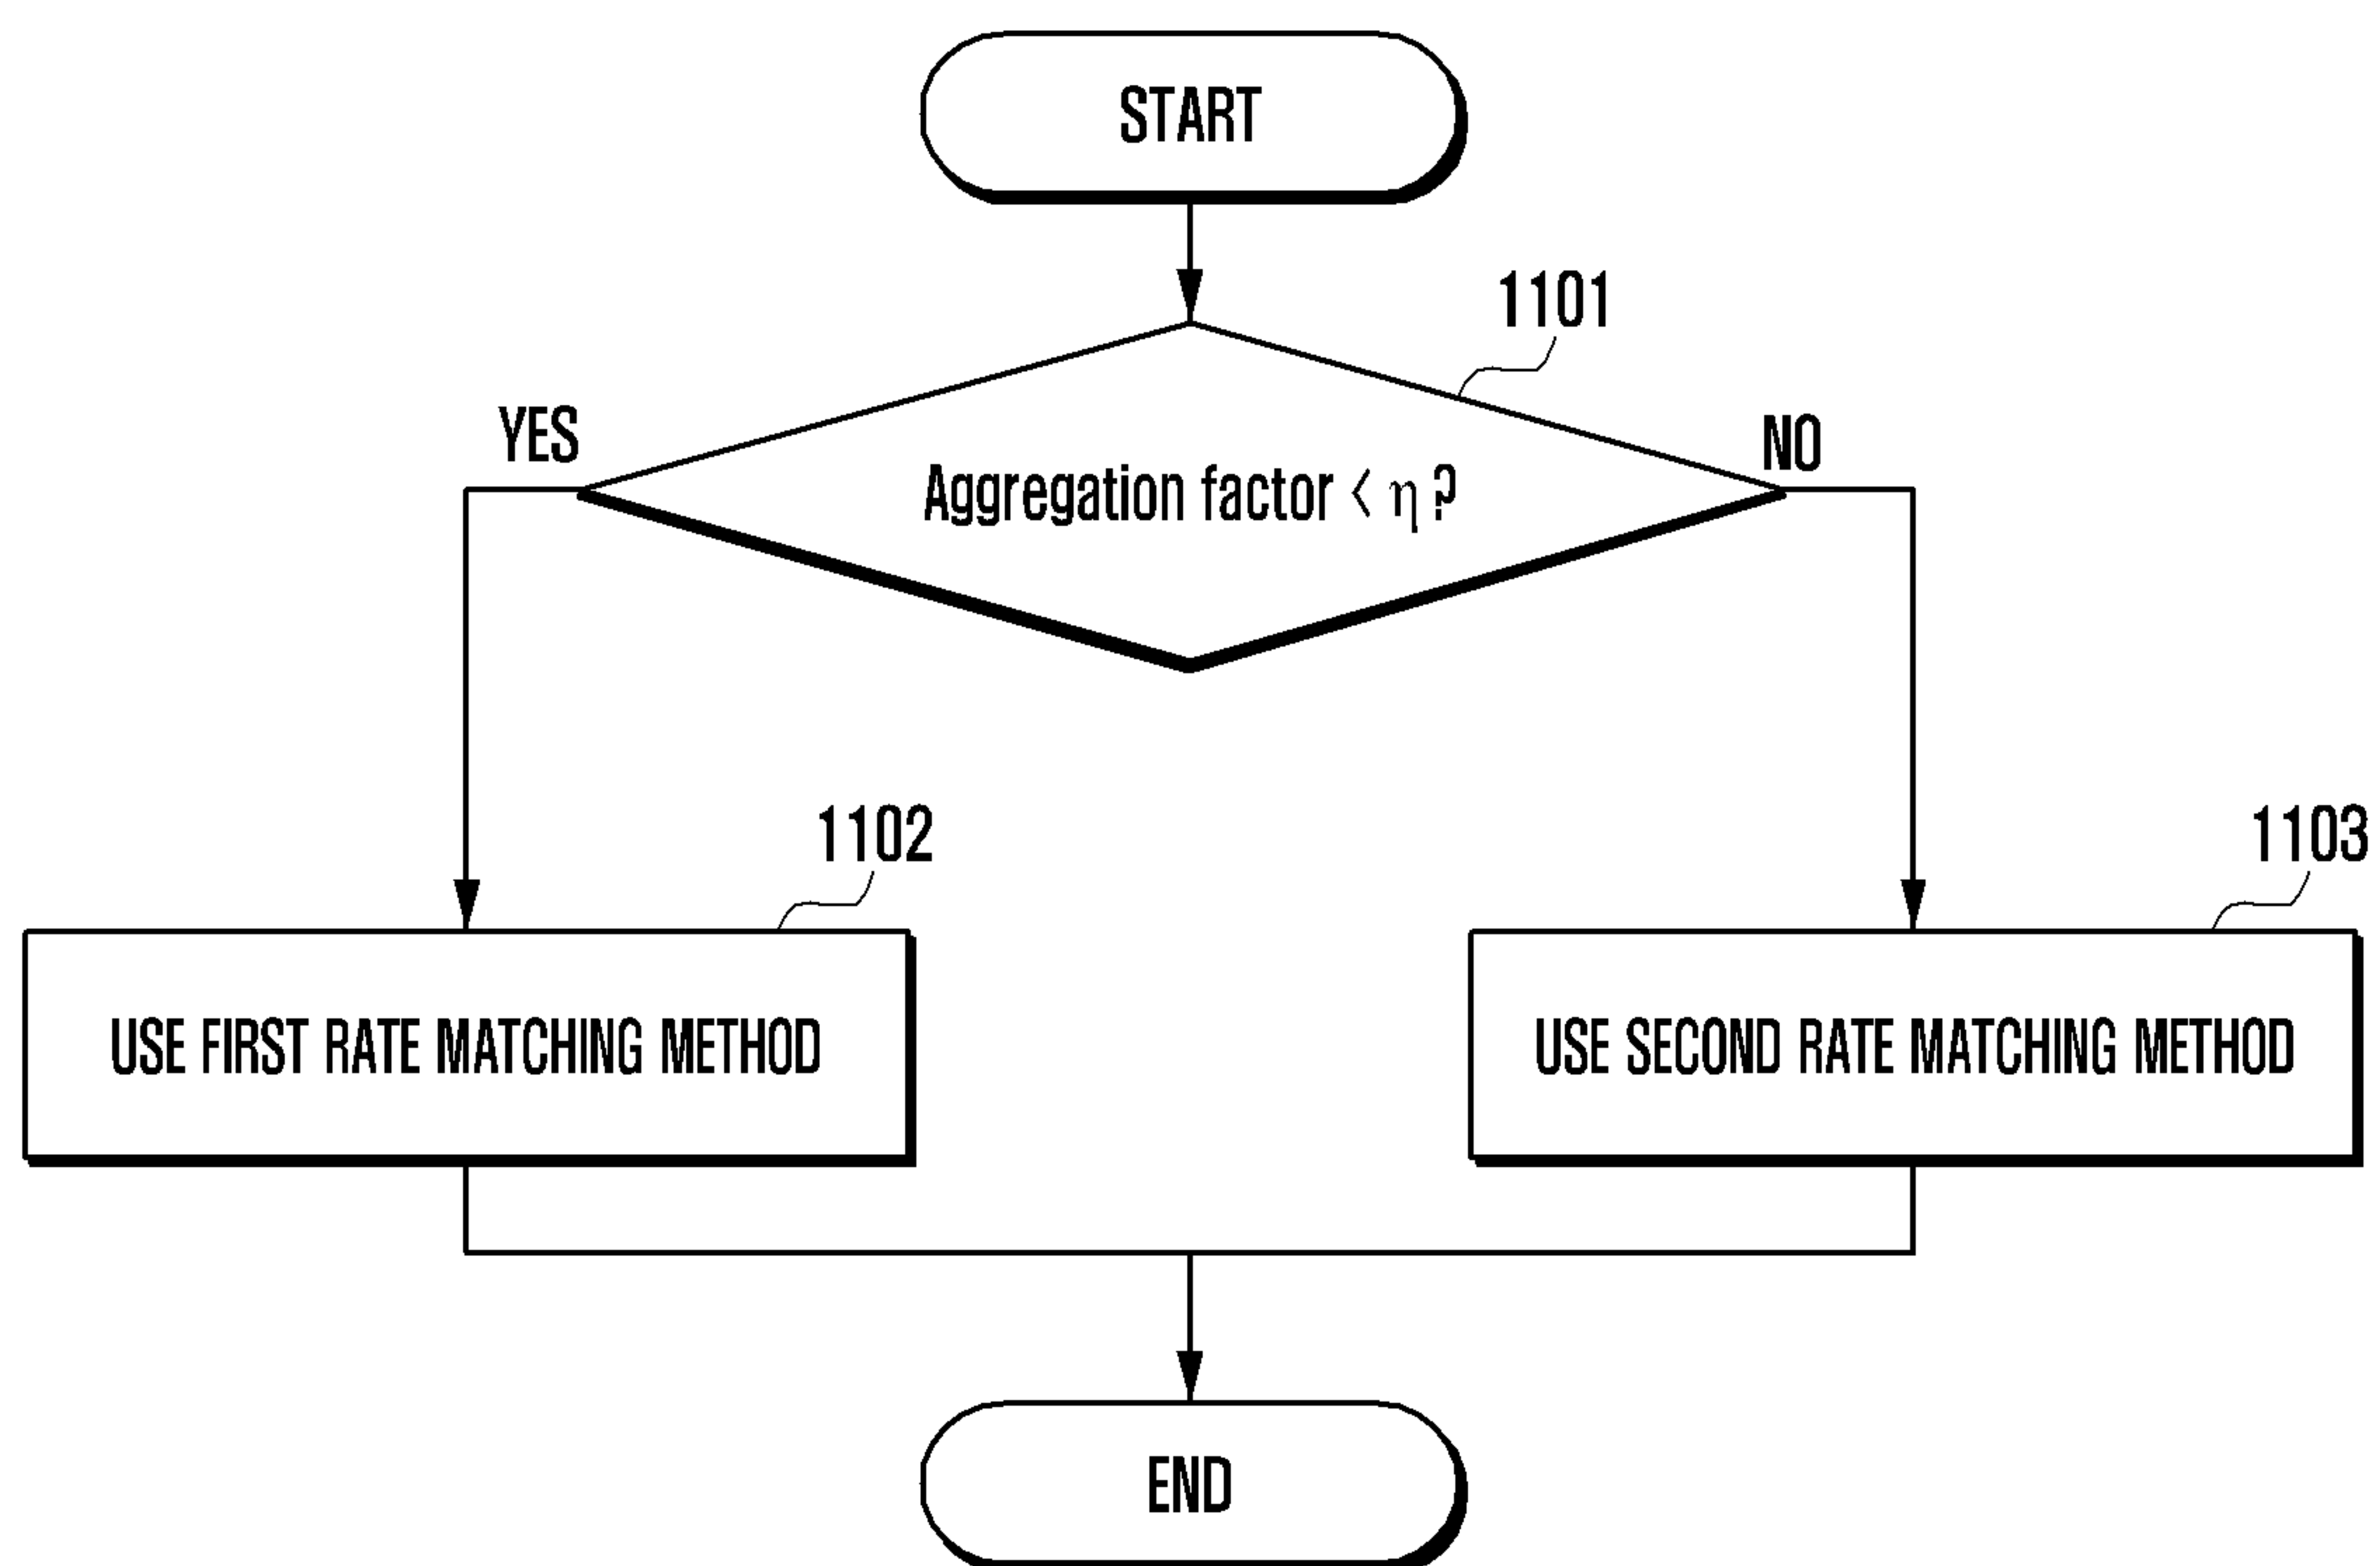 START
1101
YES
NO
Aggregation factor < η ?
1102
1103
USE FIRST RATE MATCHING METHOD
USE SECOND RATE MATCHING METHOD
END